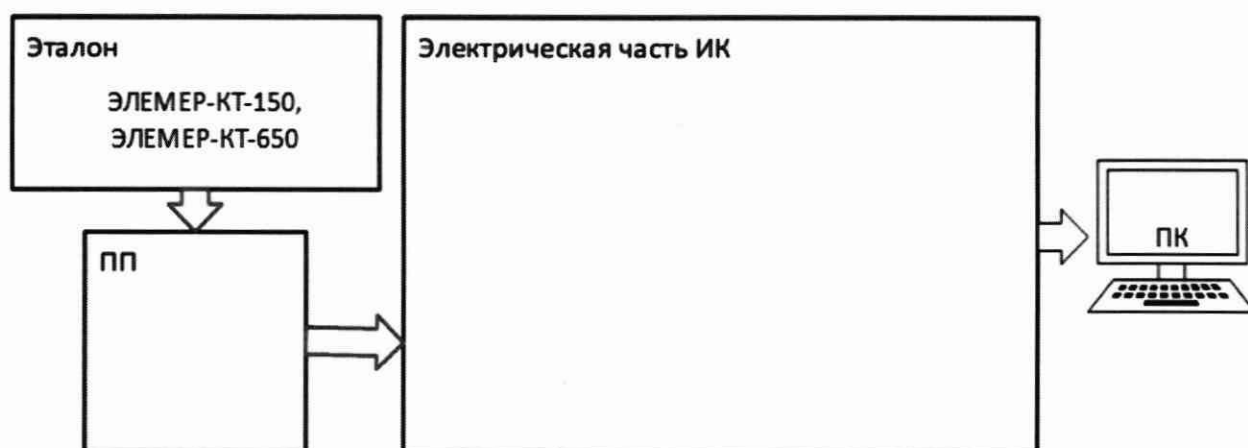 Эталон
ЭЛЕМЕР-КТ-150,
ЭЛЕМЕР-КТ-650
Электрическая часть ИК
ПП
ПК